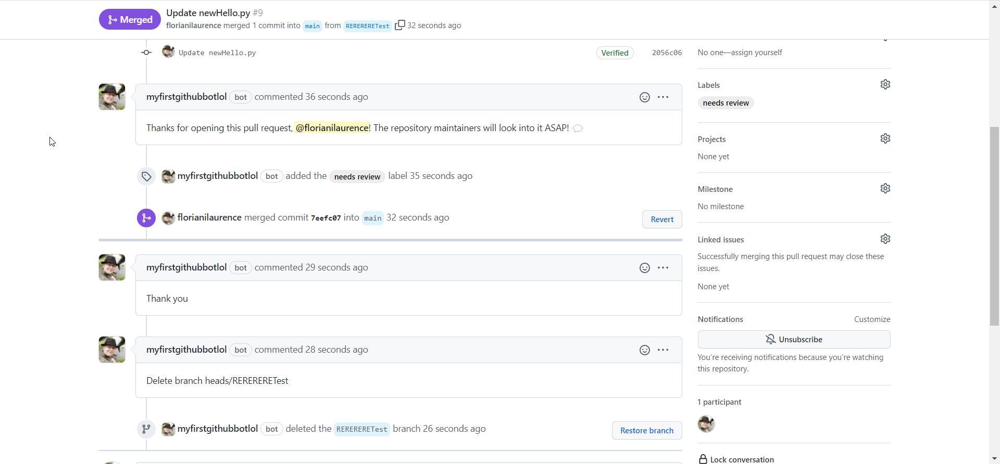 Merged
Update newHello.py #9
florianilaurence merged 1 commit into main from RERERERETest 32 seconds ago
Update newHello.py
Verified
2056c06
myfirstgithubbotlol bot commented 36 seconds ago
Thanks for opening this pull request, @florianilaurence! The repository maintainers will look into it ASAP!
myfirstgithubbotlol bot added the needs review label 35 seconds ago
florianilaurence merged commit 7eefc07 into main 32 seconds ago
Revert
myfirstgithubbotlol bot commented 29 seconds ago
Thank you
myfirstgithubbotlol bot commented 28 seconds ago
Delete branch heads/RERERERETest
myfirstgithubbotlol bot deleted the RERERERETest branch 26 seconds ago
Restore branch
No one—assign yourself
Labels
needs review
Projects
None yet
Milestone
No milestone
Linked issues
Successfully merging this pull request may close these
issues.
None yet
Notifications
Customize
Unsubscribe
You're receiving notifications because you're watching
this repository.
1 participant
Lock conversation